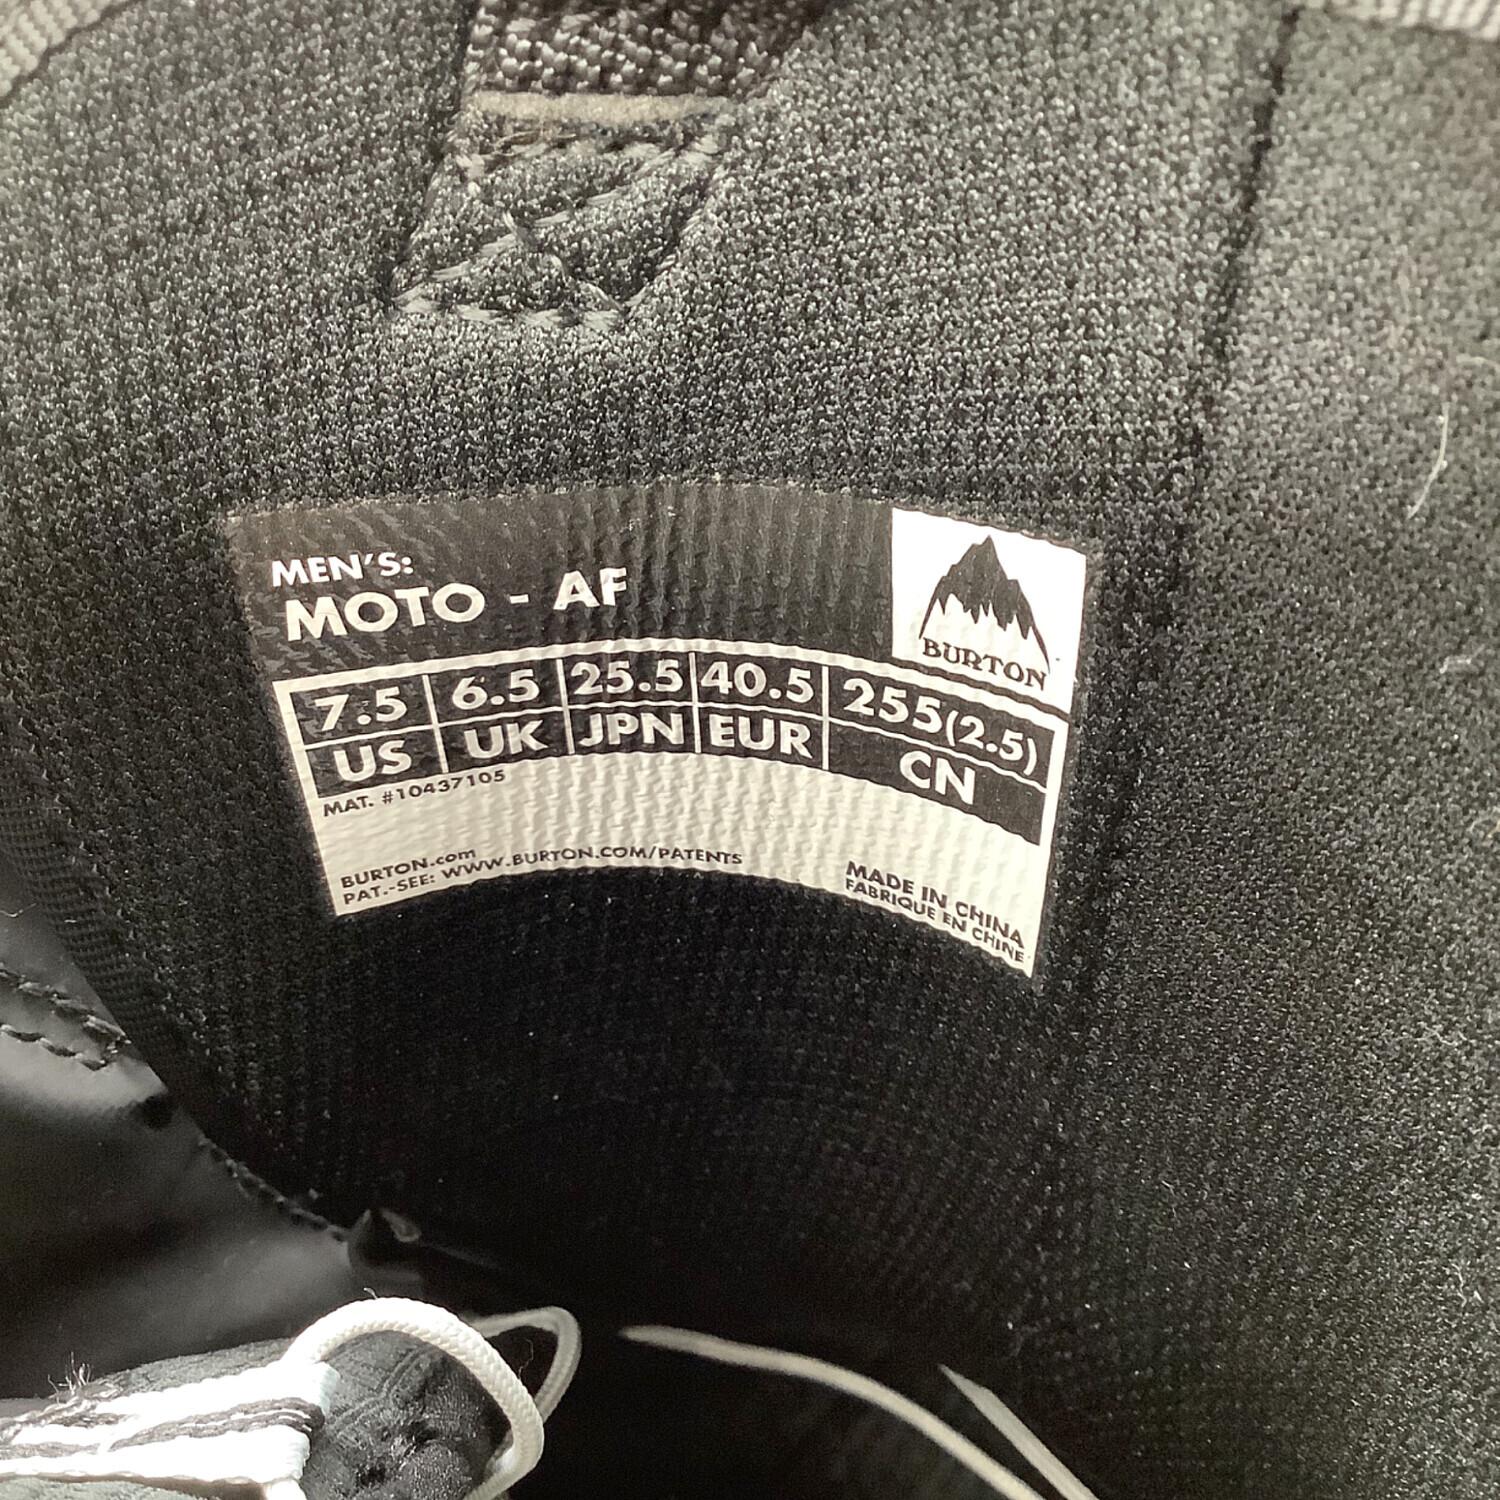 MEN'S:
MOTO - AF
BURTON
7.5 6.5 25.5 40.5 255(2.5)
US UK JPN EUR CN
MAT. #10437105
BURTON.com
PAT.-SEE: WWW.BURTON.COM/PATENTS
MADE IN CHINA
FABRIQUE EN CHINE